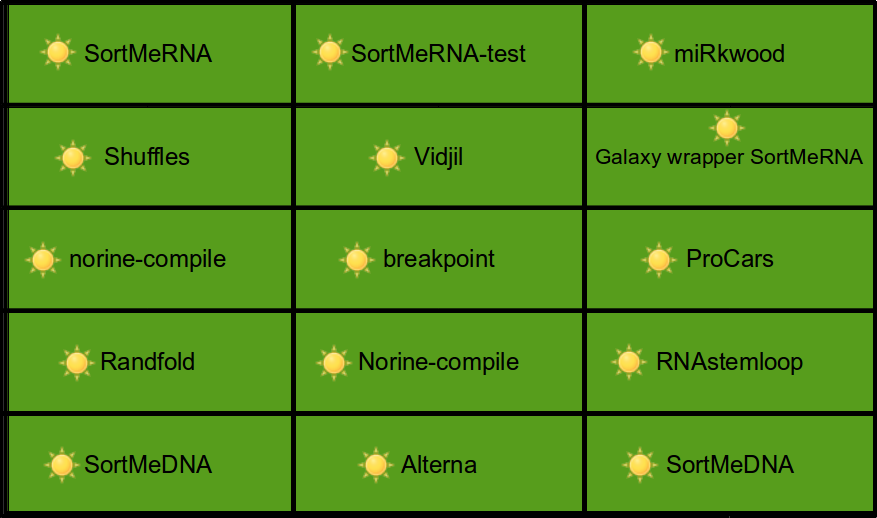 SortMeRNA
SortMeRNA-test
miRkwood
Shuffles
Vidjil
Galaxy wrapper SortMeRNA
norine-compile
breakpoint
ProCars
Randfold
Norine-compile
RNAstemloop
SortMeDNA
Alterna
SortMeDNA